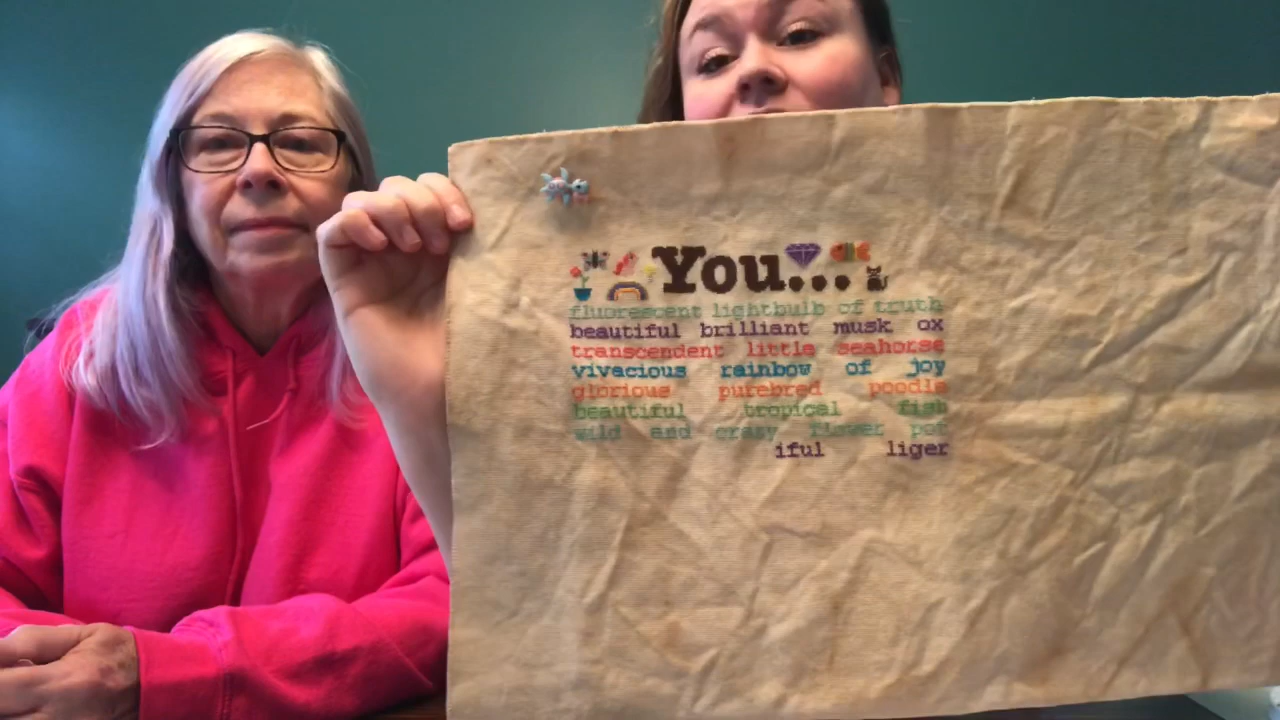 You...
fluorescent lightbulb of truth
beautiful brilliant musk ox
transcendent little seahorse
vivacious rainbow of joy
glorious purebred poodle
beautiful tropical fish
wild and crazy flower pot
iful liger